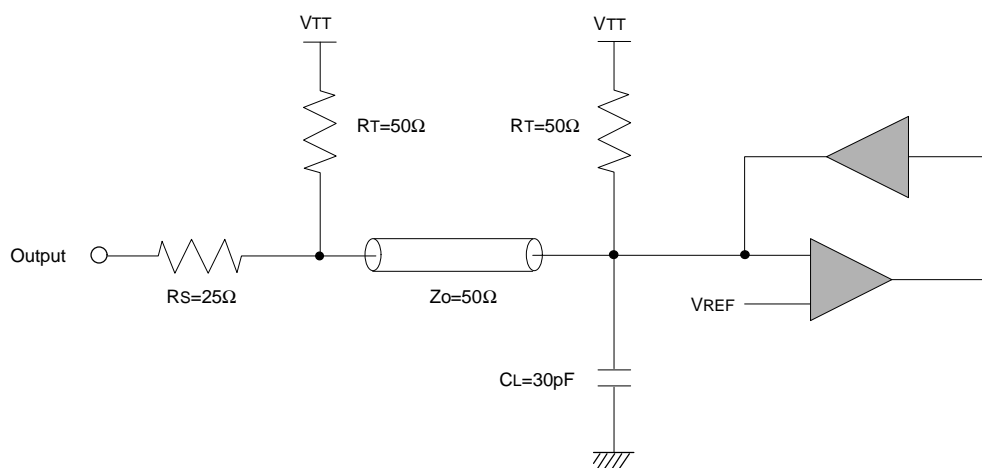 VTT
VTT
RT=50Ω
RT=50Ω
Output
RS=25Ω
ZO=50Ω
VREF
CL=30pF